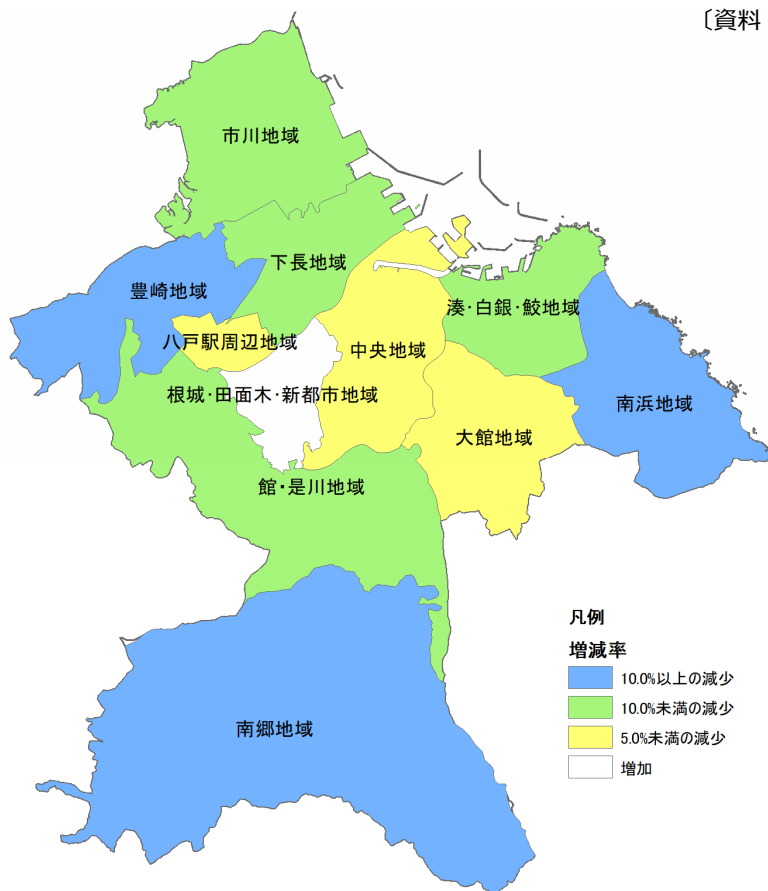 〔資料
市川地域
下長地域
豊崎地域
湊・白銀・鮫地域
八戸駅周辺地域
中央地域
根城・田面木・新都市地域
南浜地域
大館地域
館・是川地域
南郷地域
凡例
増減率
10.0%以上の減少
10.0%未満の減少
5.0%未満の減少
増加